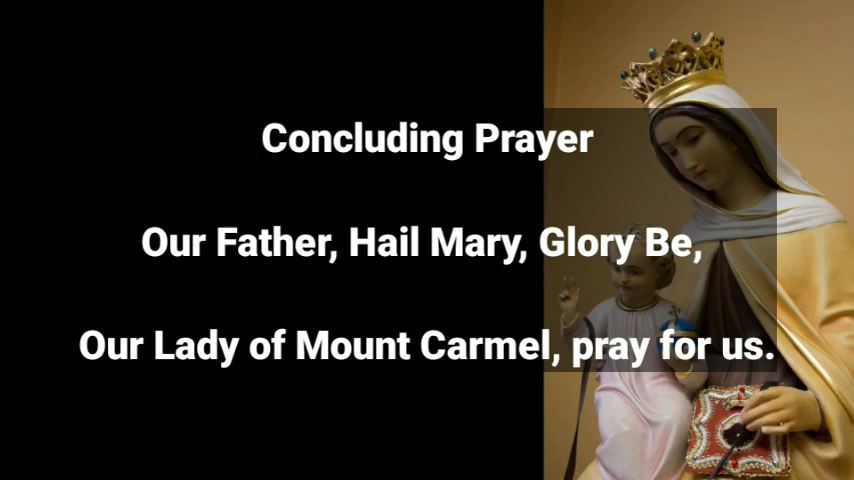 Concluding Prayer
Our Father, Hail Mary, Glory Be,
Our Lady of Mount Carmel, pray for us.